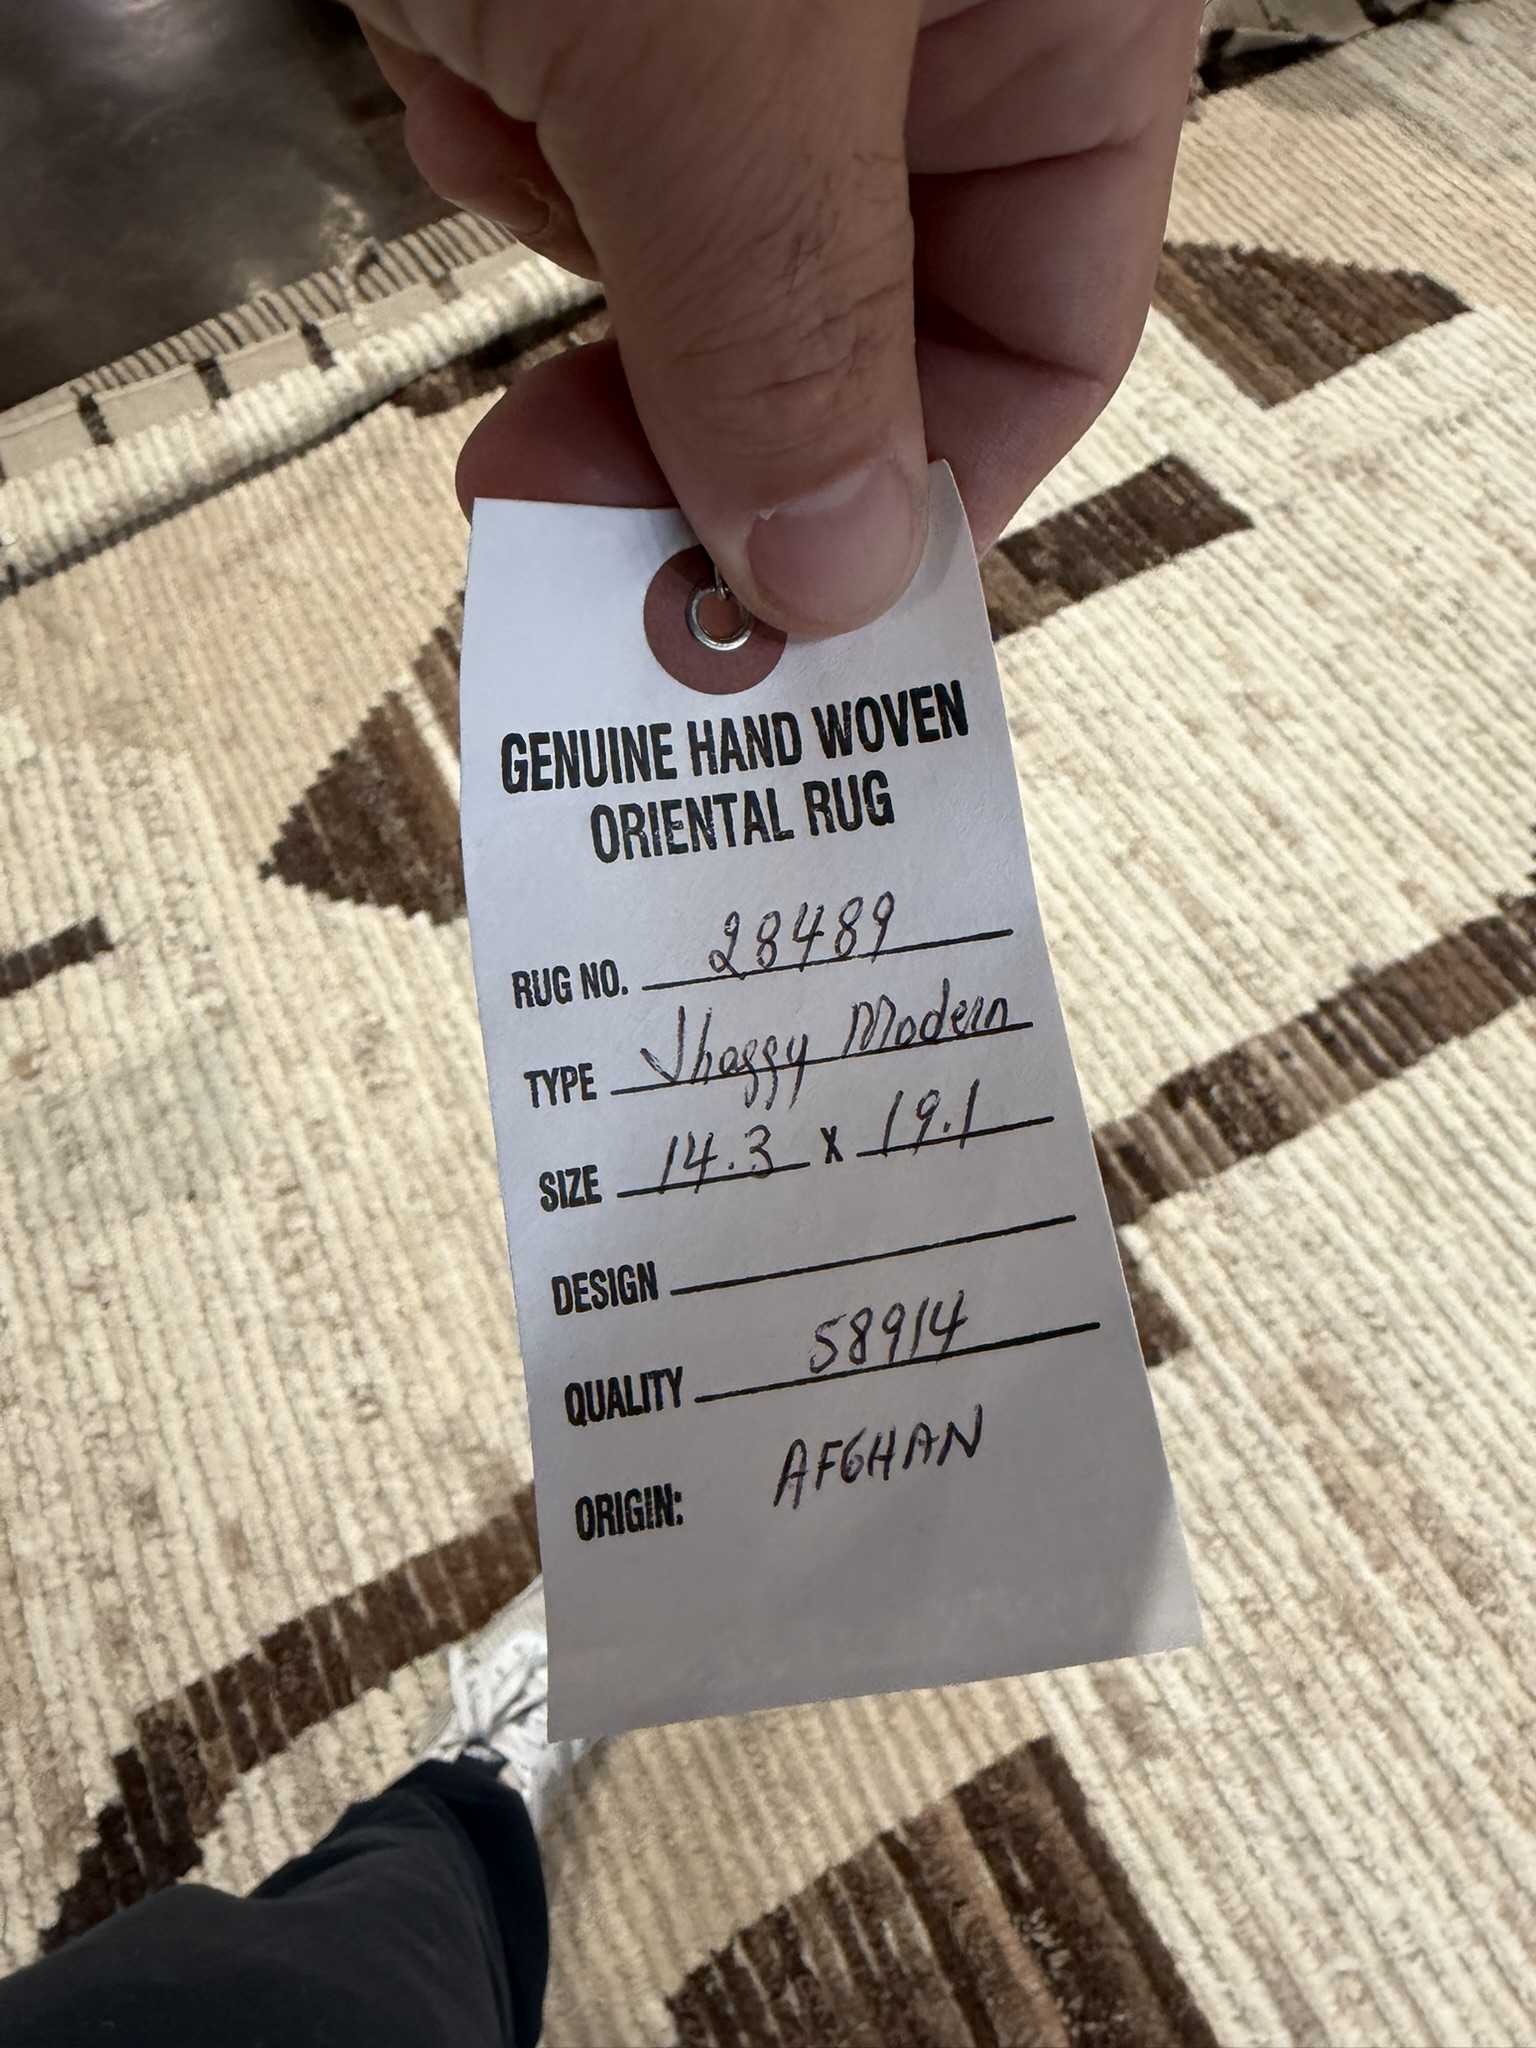 GENUINE HAND WOVEN
ORIENTAL RUG
RUG NO. 28489
TYPE Shaggy Modern
SIZE 14.3 X 19.1
DESIGN
QUALITY 58914
ORIGIN: AFGHAN